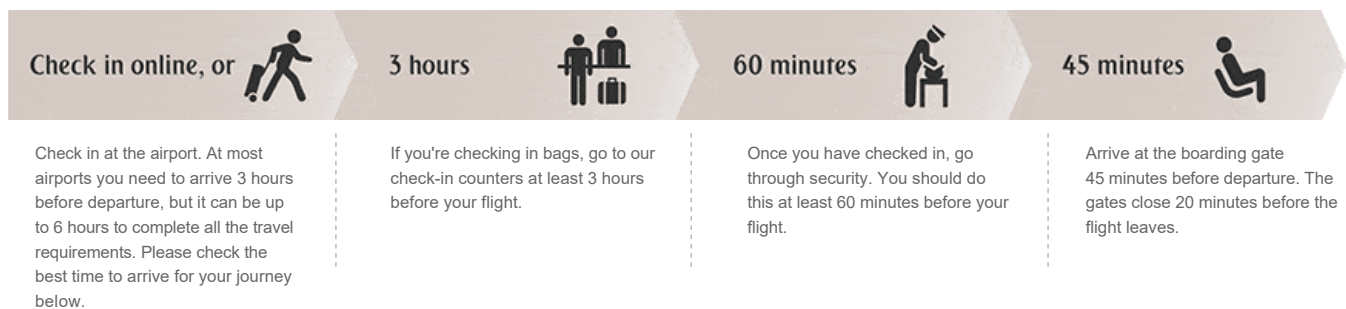 Check in online, or
3 hours
60 minutes
45 minutes
Check in at the airport. At most
airports you need to arrive 3 hours
before departure, but it can be up
to 6 hours to complete all the travel
requirements. Please check the
best time to arrive for your journey
below.
If you're checking in bags, go to our
check-in counters at least 3 hours
before your flight.
Once you have checked in, go
through security. You should do
this at least 60 minutes before your
flight.
Arrive at the boarding gate
45 minutes before departure. The
gates close 20 minutes before the
flight leaves.